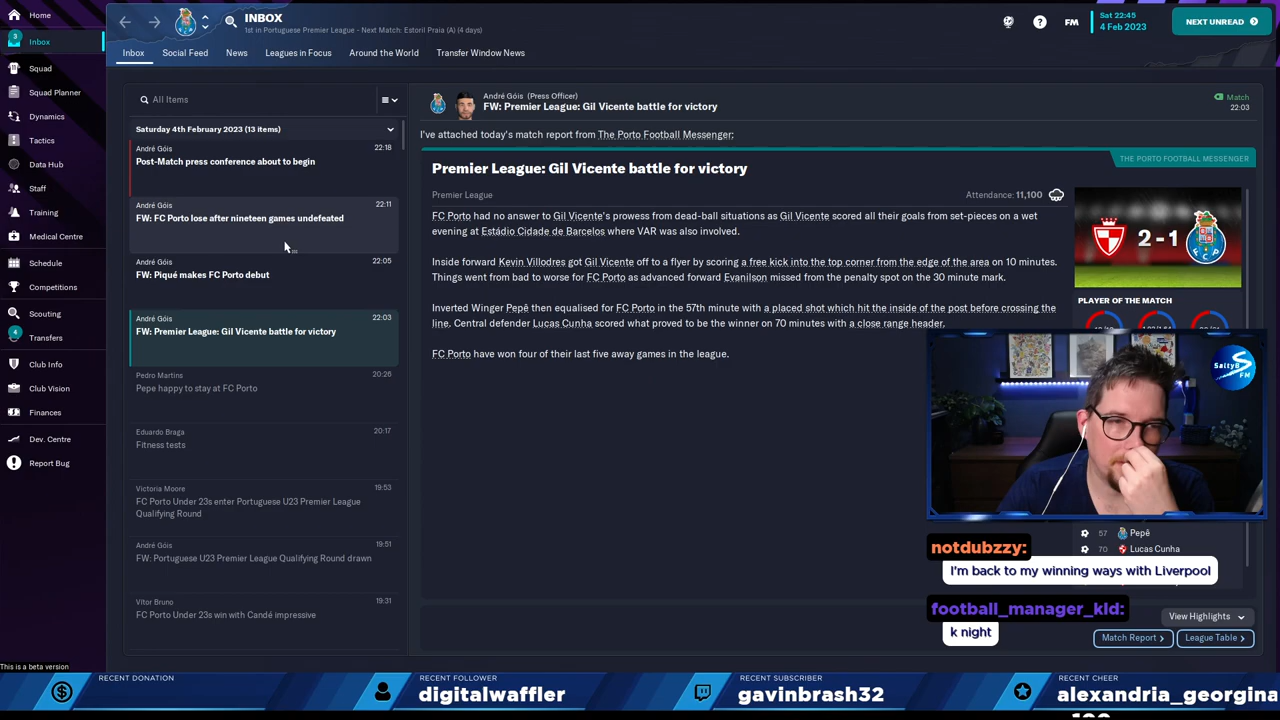 Home
INBOX
1st in Portuguese Premier League - Next Match: Estoril Praia (A) (4 days)
FM
Sat 22:45
4 Feb 2023
NEXT UNREAD
3
Inbox
Squad
Squad Planner
Dynamics
Tactics
Data Hub
Staff
Training
Medical Centre
Schedule
Competitions
Scouting
4
Transfers
Club Info
Club Vision
Finances
Dev. Centre
Report Bug
This is a beta version
Inbox
Social Feed
News
Leagues in Focus
Around the World
Transfer Window News
All Items
Saturday 4th February 2023 (13 items)
André Góis 22:18
Post-Match press conference about to begin
André Góis 22:11
FW: FC Porto lose after nineteen games undefeated
André Góis 22:05
FW: Piqué makes FC Porto debut
André Góis 22:03
FW: Premier League: Gil Vicente battle for victory
Pedro Martins 20:26
Pepe happy to stay at FC Porto
Eduardo Braga 20:17
Fitness tests
Victoria Moore 19:53
FC Porto Under 23s enter Portuguese U23 Premier League
Qualifying Round
André Góis 19:51
FW: Portuguese U23 Premier League Qualifying Round drawn
Vítor Bruno 19:31
FC Porto Under 23s win with Candé impressive
André Góis (Press Officer)
FW: Premier League: Gil Vicente battle for victory
Match
22:03
I've attached today's match report from The Porto Football Messenger:
THE PORTO FOOTBALL MESSENGER
Premier League: Gil Vicente battle for victory
Premier League
Attendance: 11,100
FC Porto had no answer to Gil Vicente's prowess from dead-ball situations as Gil Vicente scored all their goals from set-pieces on a wet
evening at Estádio Cidade de Barcelos where VAR was also involved.
Inside forward Kevin Villodres got Gil Vicente off to a flyer by scoring a free kick into the top corner from the edge of the area on 10 minutes.
Things went from bad to worse for FC Porto as advanced forward Evanilson missed from the penalty spot on the 30 minute mark.
Inverted Winger Pepê then equalised for FC Porto in the 57th minute with a placed shot which hit the inside of the post before crossing the
line. Central defender Lucas Cunha scored what proved to be the winner on 70 minutes with a close range header.
FC Porto have won four of their last five away games in the league.
2 - 1
PLAYER OF THE MATCH
SaltyB
FM
57 Pepê
70 Lucas Cunha
notdubzzy:
I'm back to my winning ways with Liverpool
football_manager_kld:
k night
View Highlights
Match Report
League Table
RECENT DONATION
RECENT FOLLOWER
digitalwaffler
RECENT SUBSCRIBER
gavinbrash32
RECENT CHEER
alexandria_georgina